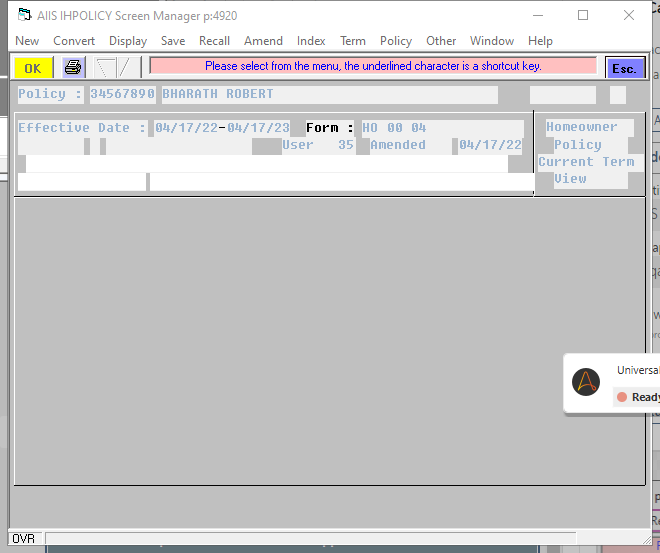 AIIS IHPOLICY Screen Manager p:4920
New Convert Display Save Recall Amend Index Term Policy Other Window Help
OK Please select from the menu, the underlined character is a shortcut key. Esc.
Policy : 34567890 BHARATH ROBERT
Effective Date : 04/17/22-04/17/23 Form : HO 00 04 Homeowner
User 35 Amended 04/17/22 Policy
Current Term
View
Universal
Ready
OVR